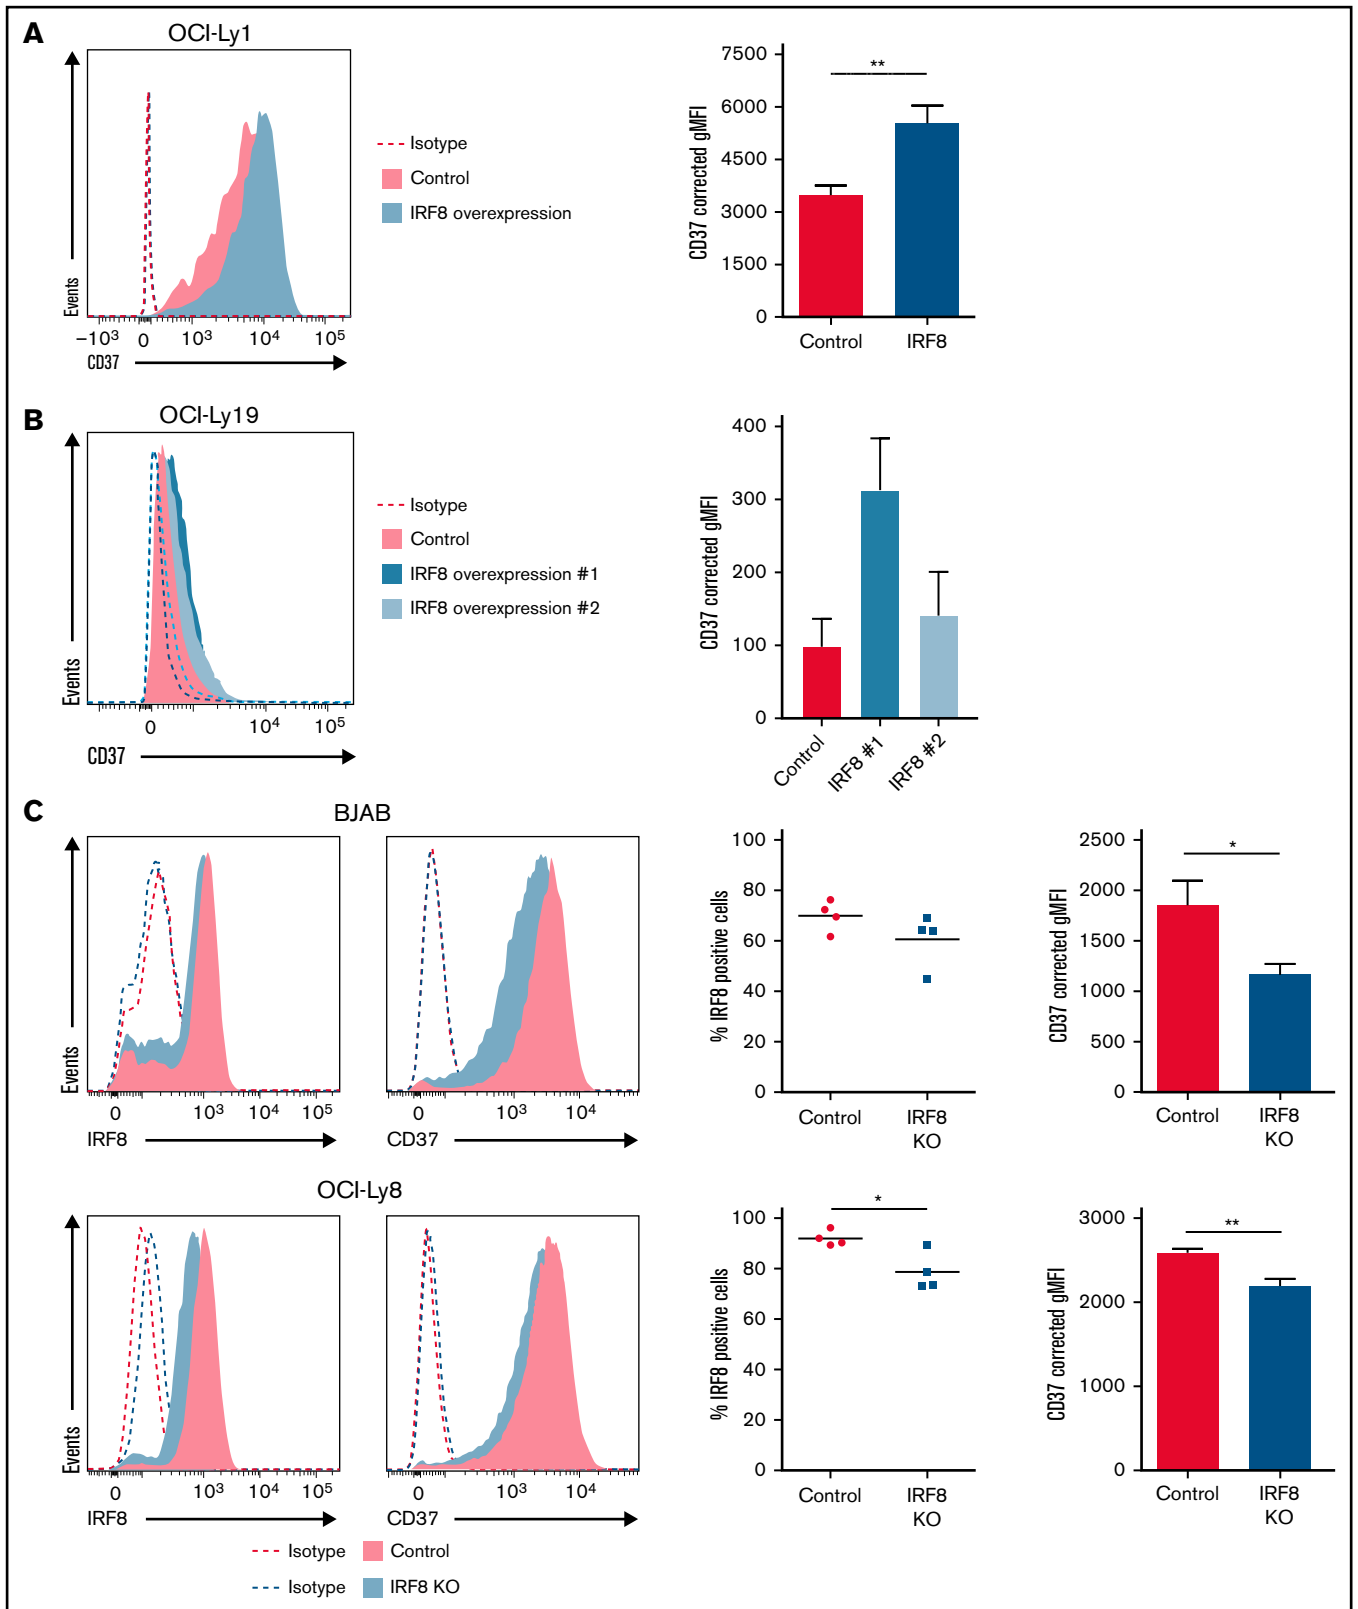 A
OCI-Ly1
Events
−10³ 0 10³ 10⁴ 10⁵
CD37
Isotype
Control
IRF8 overexpression
CD37 corrected gMFI
7500
6000
4500
3000
1500
0
**
Control IRF8
B
OCI-Ly19
Events
0 10⁴ 10⁵
CD37
Isotype
Control
IRF8 overexpression #1
IRF8 overexpression #2
CD37 corrected gMFI
400
300
200
100
0
Control IRF8 #1 IRF8 #2
C
BJAB
Events
0 10³ 10⁴ 10⁵
IRF8
0 10³ 10⁴
CD37
% IRF8 positive cells
100
80
60
40
20
0
Control IRF8
KO
CD37 corrected gMFI
2500
2000
1500
1000
500
0
*
Control IRF8
KO
OCI-Ly8
Events
0 10³ 10⁴ 10⁵
IRF8
0 10³ 10⁴
CD37
% IRF8 positive cells
100
80
60
40
20
0
*
Control IRF8
KO
CD37 corrected gMFI
3000
2000
1000
0
**
Control IRF8
KO
Isotype Control
Isotype IRF8 KO